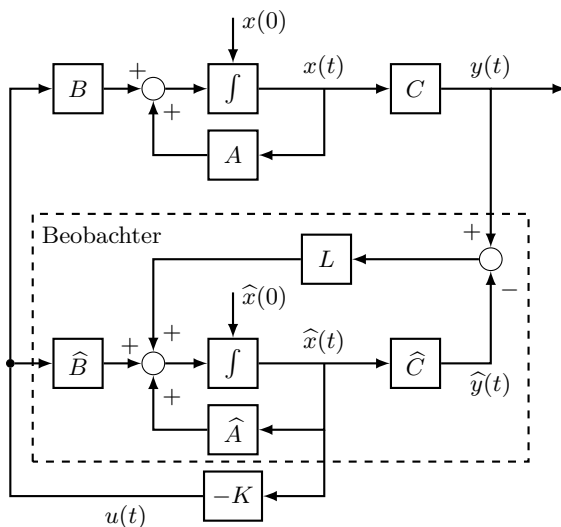 x(0)
x(t)
y(t)
B
+
∫
C
+
A
Beobachter
+
L
−
x̂(0)
+
x̂(t)
B̂
+
∫
Ĉ
+
ŷ(t)
Â
−K
u(t)